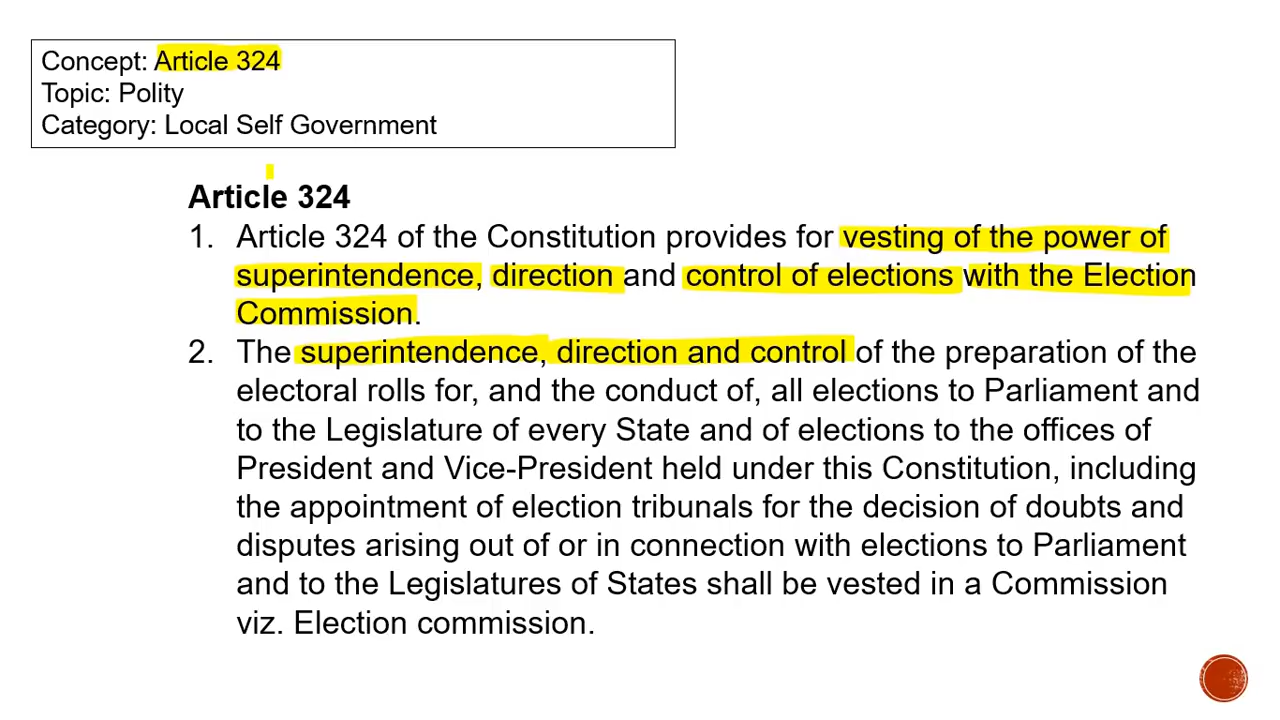 Concept: Article 324
Topic: Polity
Category: Local Self Government
Article 324
1. Article 324 of the Constitution provides for vesting of the power of
superintendence, direction and control of elections with the Election
Commission.
2. The superintendence, direction and control of the preparation of the
electoral rolls for, and the conduct of, all elections to Parliament and
to the Legislature of every State and of elections to the offices of
President and Vice-President held under this Constitution, including
the appointment of election tribunals for the decision of doubts and
disputes arising out of or in connection with elections to Parliament
and to the Legislatures of States shall be vested in a Commission
viz. Election commission.